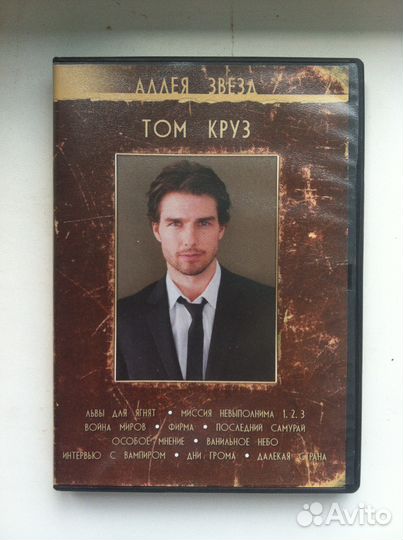 АЛЛЕЯ ЗВЕЗД
ТОМ КРУЗ
ЛЬВЫ ДЛЯ ЯГНЯТ • МИССИЯ НЕВЫПОЛНИМА 1, 2, 3
ВОЙНА МИРОВ • ФИРМА • ПОСЛЕДНИЙ САМУРАЙ
ОСОБОЕ МНЕНИЕ • ВАНИЛЬНОЕ НЕБО
ИНТЕРВЬЮ С ВАМПИРОМ • ДНИ ГРОМА • ДАЛЕКАЯ СТРАНА
Avito